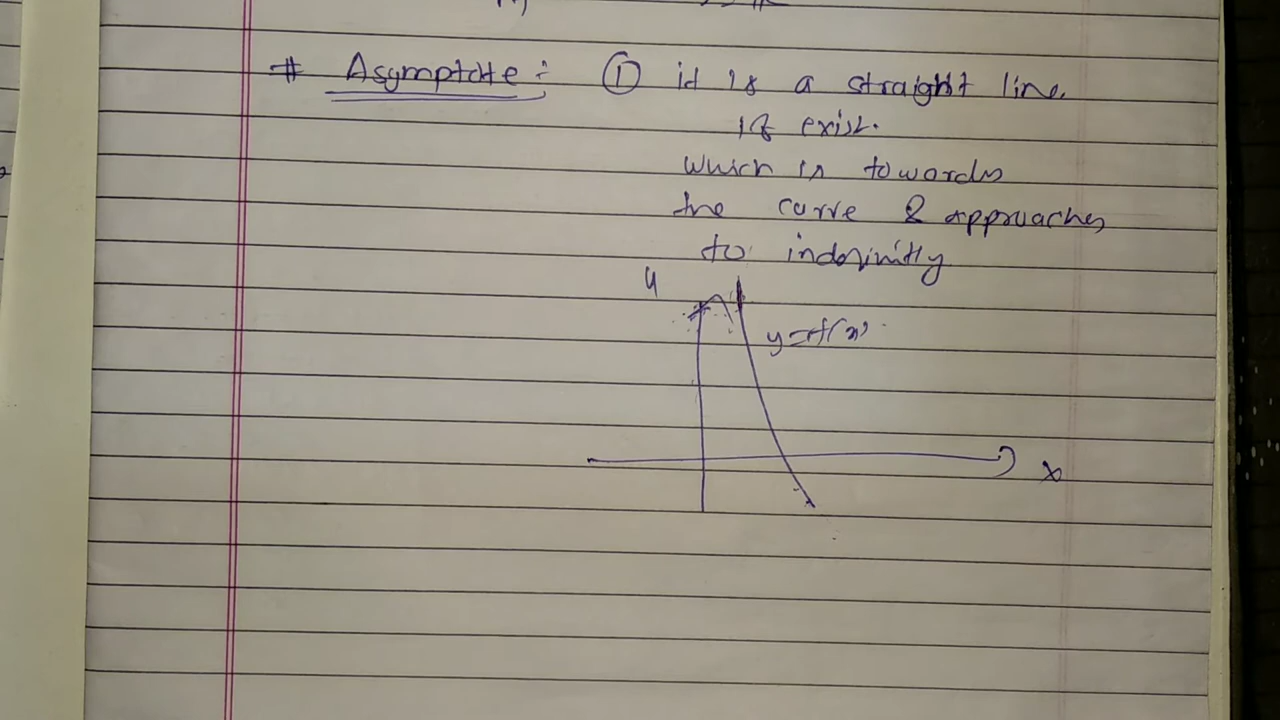 # Asymptote :- ① it is a straight line
if exist.
which is towards
the curve & approaches
to indefinitly
y
y=f(x)
x